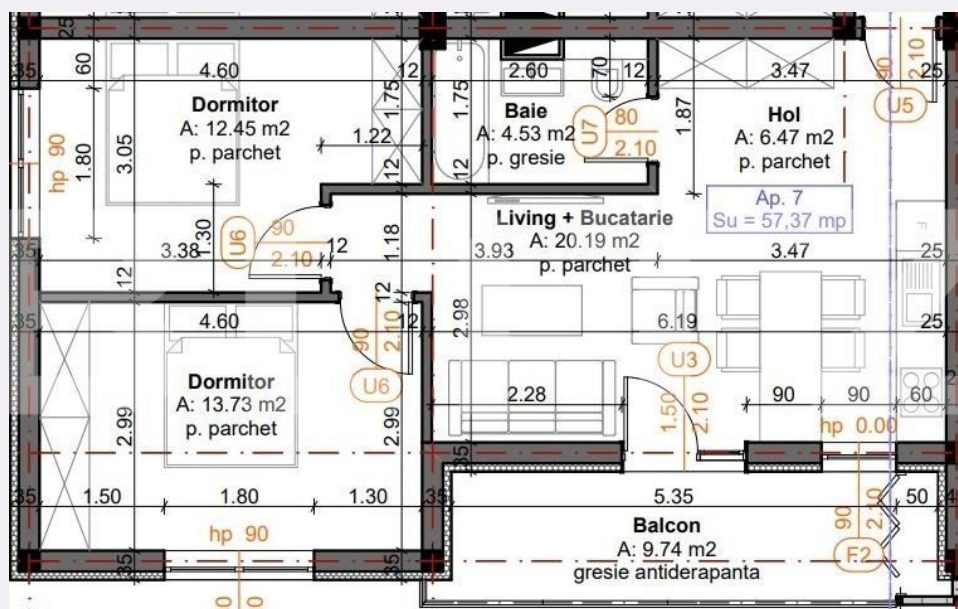 25
35
60
4.60
12
2.60
70
12
3.47
90
2.10
25
U5
Dormitor
A: 12.45 m2
p. parchet
1.75
1.75
Baie
A: 4.53 m2
p. gresie
U7
80
2.10
1.87
Hol
A: 6.47 m2
p. parchet
hp 90
1.80
3.05
1.22
12
12
Ap. 7
Su = 57,37 mp
Living + Bucatarie
A: 20.19 m2
p. parchet
F
35
3.38
1.30
U6
90
2.10
12
1.18
3.93
3.47
25
12
12
35
4.60
90
2.10
12
2.98
6.19
25
U6
U3
Dormitor
A: 13.73 m2
p. parchet
2.99
2.99
2.28
1.50
2.10
90
90
60
hp 0.00
35
35
1.50
1.80
1.30
35
5.35
90
2.10
50
hp 90
Balcon
A: 9.74 m2
gresie antiderapanta
F2
35
35